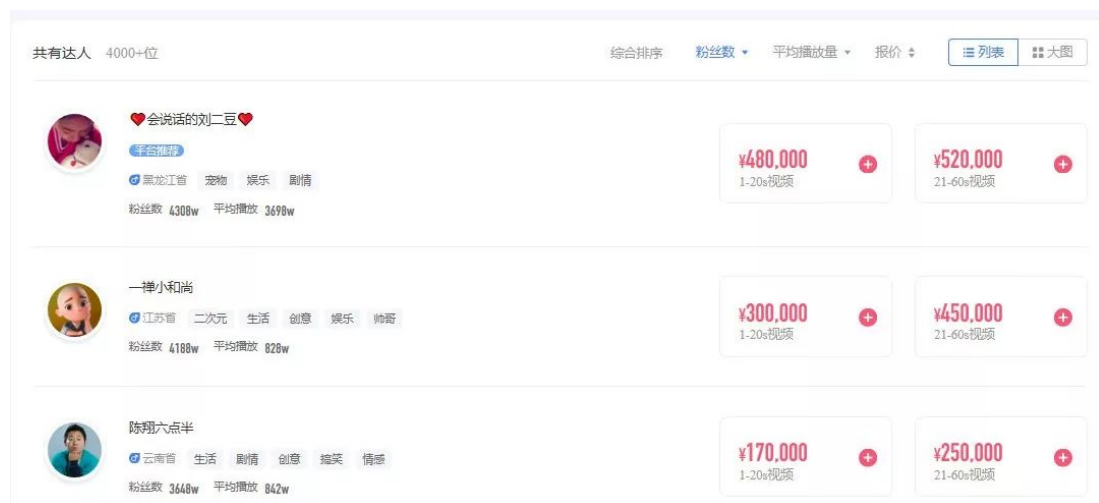 共有达人 4000+位 综合排序 粉丝数 平均播放量 报价 列表 大图
会说话的刘二豆
平台推荐
黑龙江省 宠物 娱乐 剧情
粉丝数 4308w 平均播放 3698w
¥480,000
1-20s视频
¥520,000
21-60s视频
一禅小和尚
江苏省 二次元 生活 创意 娱乐 帅哥
粉丝数 4188w 平均播放 828w
¥300,000
1-20s视频
¥450,000
21-60s视频
陈翔六点半
云南省 生活 剧情 创意 搞笑 情感
粉丝数 3648w 平均播放 842w
¥170,000
1-20s视频
¥250,000
21-60s视频